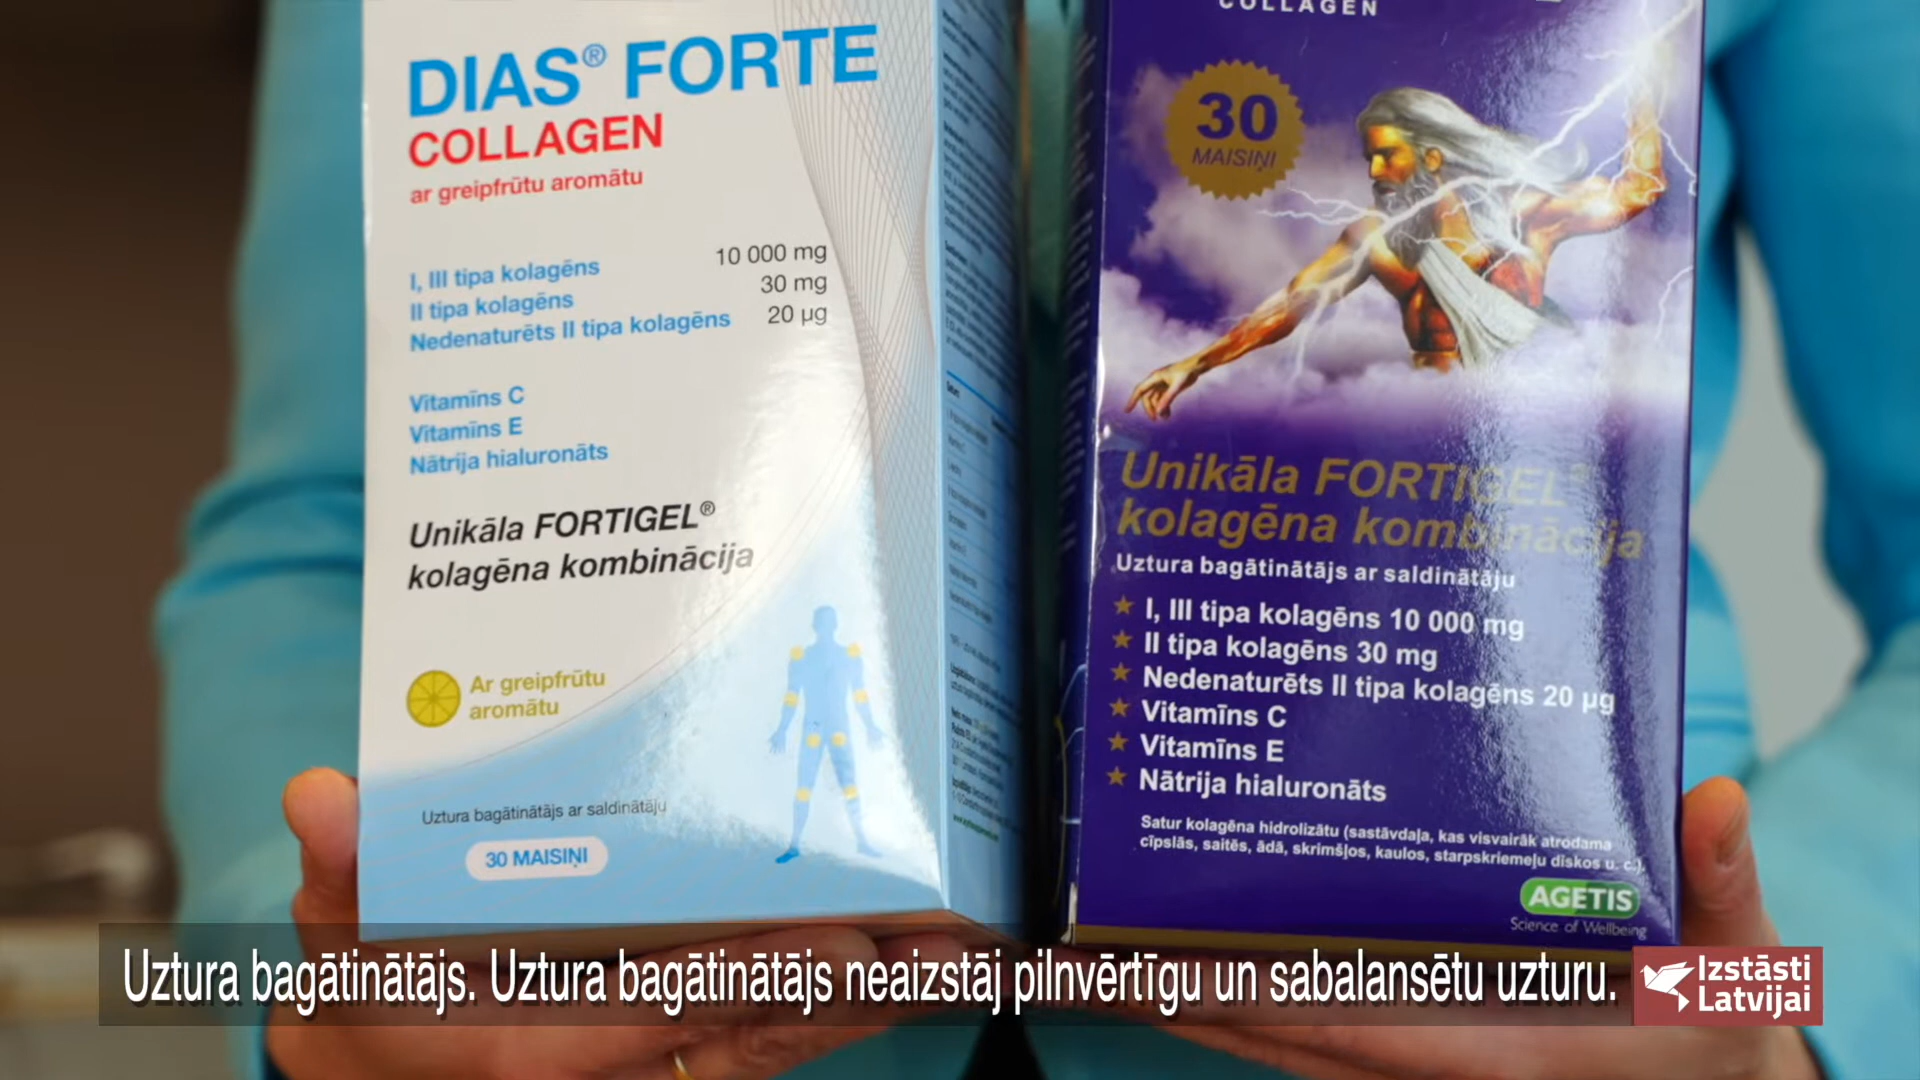 DIAS® FORTE
COLLAGEN
ar greipfrūtu aromātu
I, III tipa kolagēns 10 000 mg
II tipa kolagēns 30 mg
Nedenaturēts II tipa kolagēns 20 µg
Vitamīns C
Vitamīns E
Nātrija hialuronāts
Unikāla FORTIGEL®
kolagēna kombinācija
Ar greipfrūtu
aromātu
Uztura bagātinātājs ar saldinātāju
30 MAISIŅI
COLLAGEN
30
MAISIŅI
Unikāla FORTIGEL®
kolagēna kombinācija
Uztura bagātinātājs ar saldinātāju
I, III tipa kolagēns 10 000 mg
II tipa kolagēns 30 mg
Nedenaturēts II tipa kolagēns 20 µg
Vitamīns C
Vitamīns E
Nātrija hialuronāts
Satur kolagēna hidrolizātu (sastāvdaļa, kas visvairāk atrodama
cīpslās, saitēs, ādā, skrimšļos, kaulos, starpskriemeļu diskos u. c.).
AGETIS
Science of Wellbeing
Uztura bagātinātājs. Uztura bagātinātājs neaizstāj pilnvērtīgu un sabalansētu uzturu.
Izstāsti
Latvijai